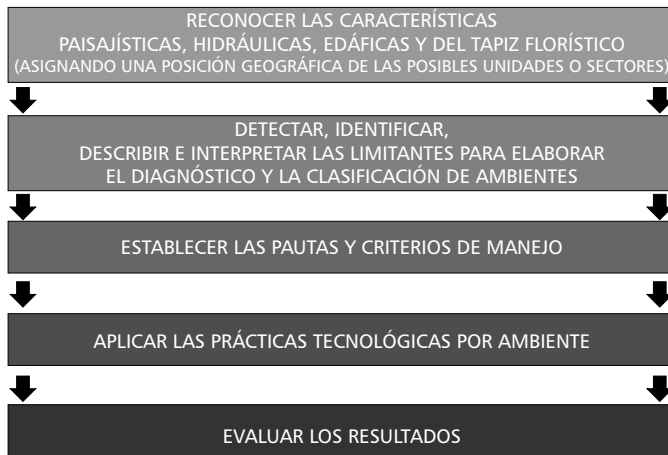 RECONOCER LAS CARACTERÍSTICAS
PAISAJÍSTICAS, HIDRÁULICAS, EDÁFICAS Y DEL TAPIZ FLORÍSTICO
(ASIGNANDO UNA POSICIÓN GEOGRÁFICA DE LAS POSIBLES UNIDADES O SECTORES)
DETECTAR, IDENTIFICAR,
DESCRIBIR E INTERPRETAR LAS LIMITANTES PARA ELABORAR
EL DIAGNÓSTICO Y LA CLASIFICACIÓN DE AMBIENTES
ESTABLECER LAS PAUTAS Y CRITERIOS DE MANEJO
APLICAR LAS PRÁCTICAS TECNOLÓGICAS POR AMBIENTE
EVALUAR LOS RESULTADOS